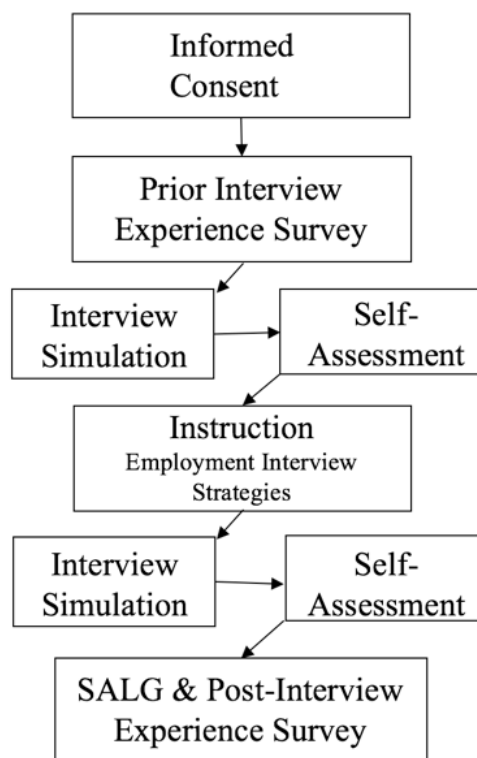 Informed
Consent
Prior Interview
Experience Survey
Interview
Simulation
Self-
Assessment
Instruction
Employment Interview
Strategies
Interview
Simulation
Self-
Assessment
SALG & Post-Interview
Experience Survey